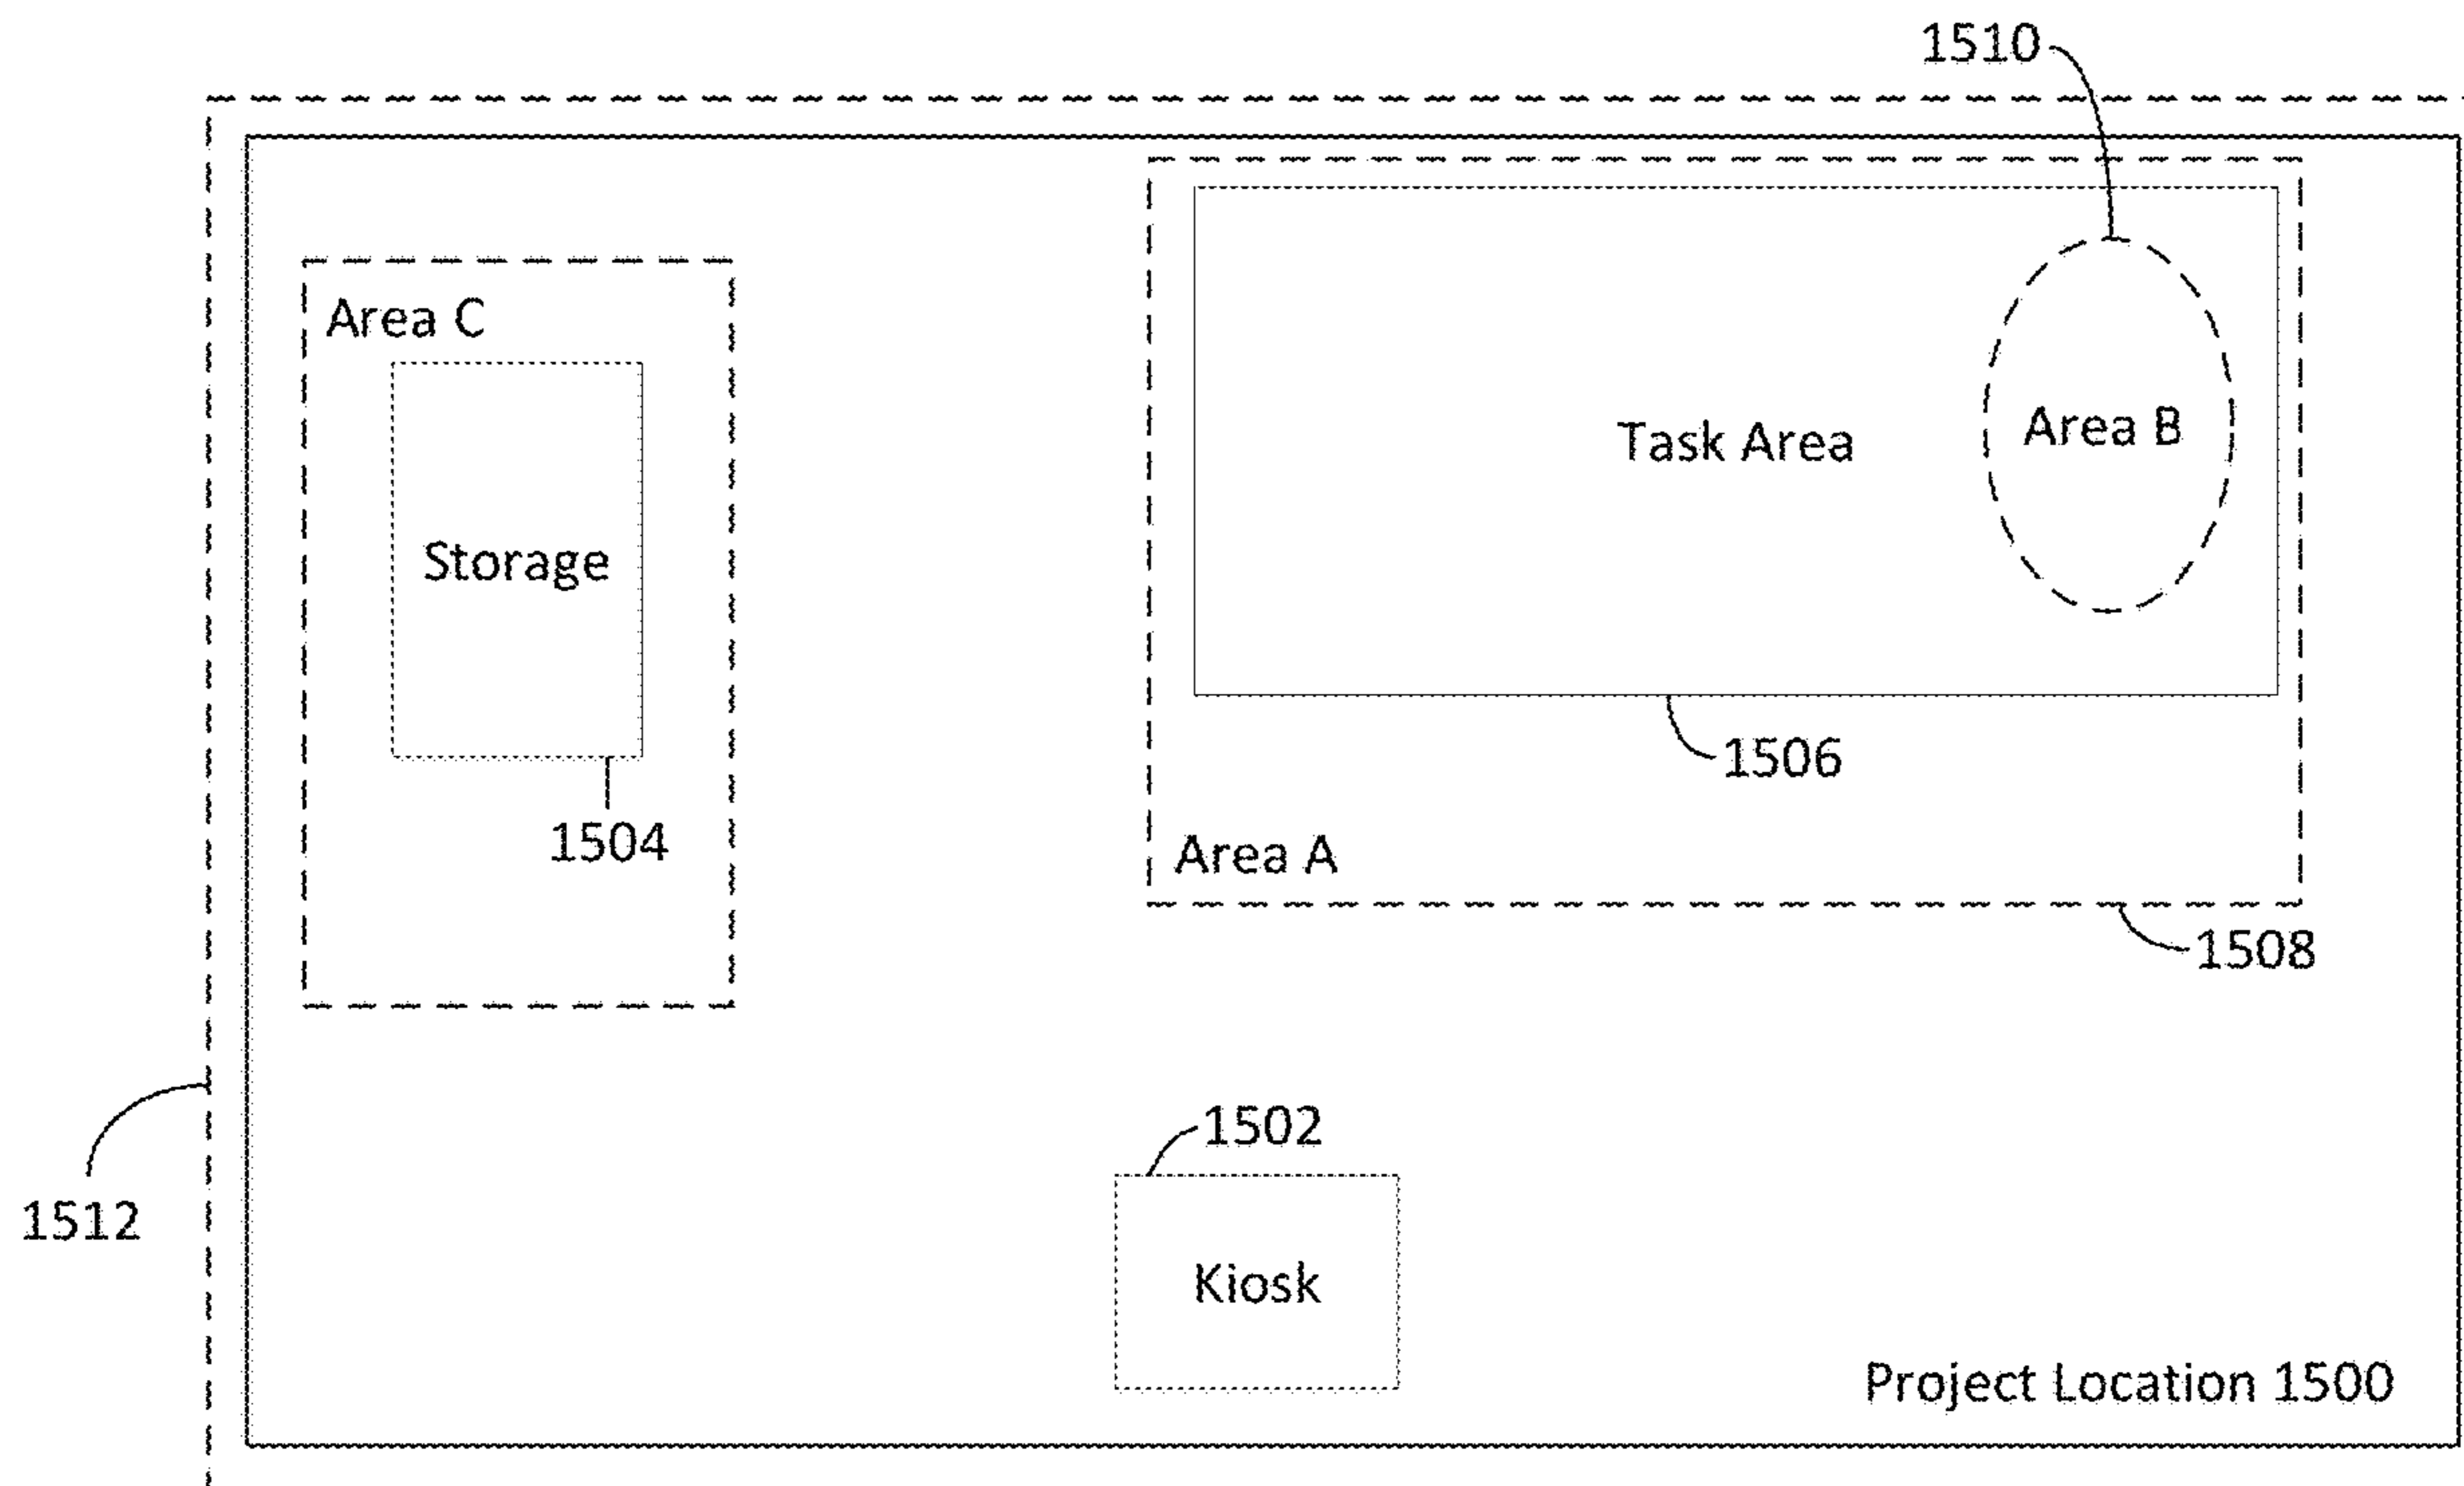 1510
Area C
Area B
Task Area
Storage
1506
1504
Area A
1508
1502
1512
Kiosk
Project Location 1500